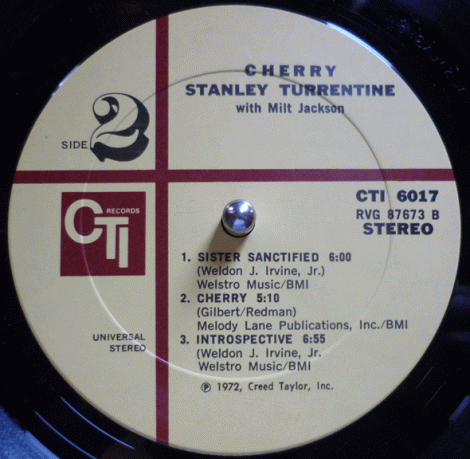 CHERRY
STANLEY TURRENTINE
with Milt Jackson
SIDE 2
CTI RECORDS
CTI 6017
RVG 87673 B
STEREO
1. SISTER SANCTIFIED 6:00
(Weldon J. Irvine, Jr.)
Welstro Music/BMI
2. CHERRY 5:10
(Gilbert/Redman)
Melody Lane Publications, Inc./BMI
3. INTROSPECTIVE 6:55
(Weldon J. Irvine, Jr.
Welstro Music/BMI
UNIVERSAL
STEREO
℗ 1972, Creed Taylor, Inc.